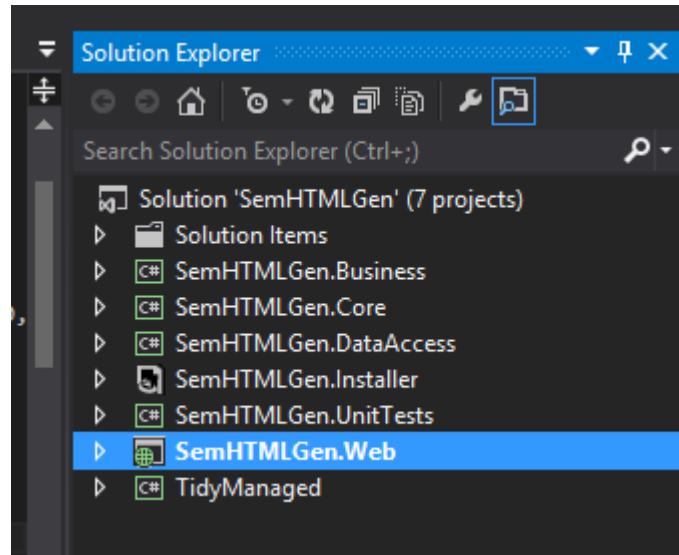 Solution Explorer
Search Solution Explorer (Ctrl+;)
Solution 'SemHTMLGen' (7 projects)
Solution Items
C# SemHTMLGen.Business
C# SemHTMLGen.Core
C# SemHTMLGen.DataAccess
SemHTMLGen.Installer
C# SemHTMLGen.UnitTests
SemHTMLGen.Web
C# TidyManaged